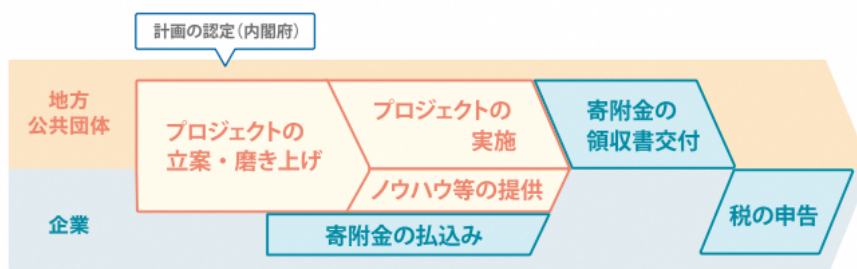 計画の認定(内閣府)
地方
公共団体
プロジェクトの
立案・磨き上げ
プロジェクトの
実施
寄附金の
領収書交付
ノウハウ等の提供
企業
寄附金の払込み
税の申告